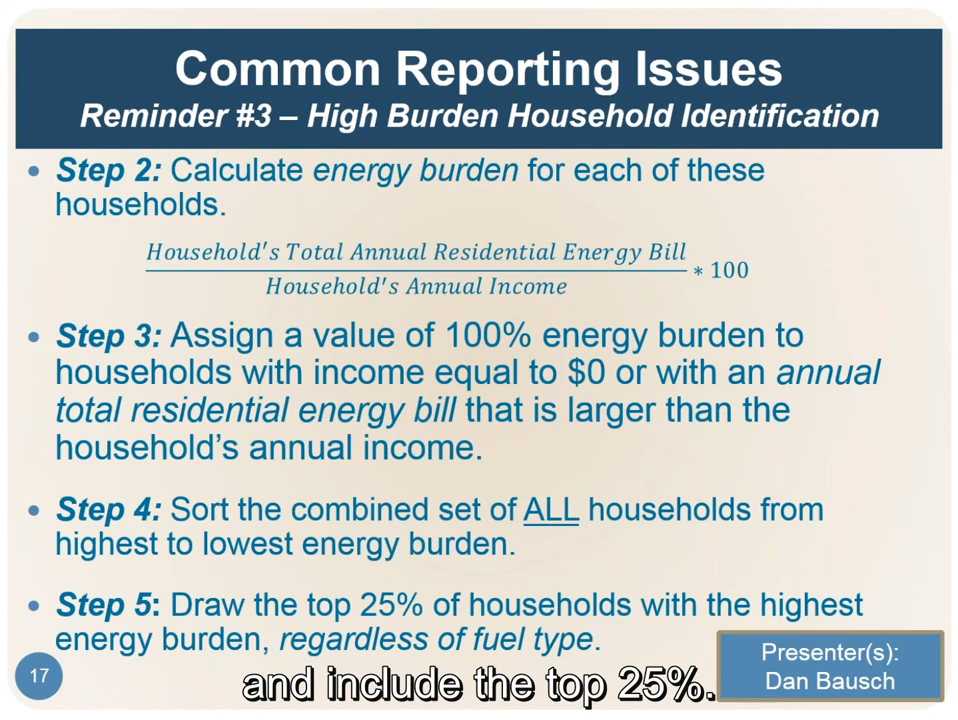 Common Reporting Issues
Reminder #3 – High Burden Household Identification
• Step 2: Calculate energy burden for each of these
households.
Household's Total Annual Residential Energy Bill
Household's Annual Income
* 100
• Step 3: Assign a value of 100% energy burden to
households with income equal to $0 or with an annual
total residential energy bill that is larger than the
household's annual income.
• Step 4: Sort the combined set of ALL households from
highest to lowest energy burden.
• Step 5: Draw the top 25% of households with the highest
energy burden, regardless of fuel type.
Presenter(s):
Dan Bausch
17
and include the top 25%.